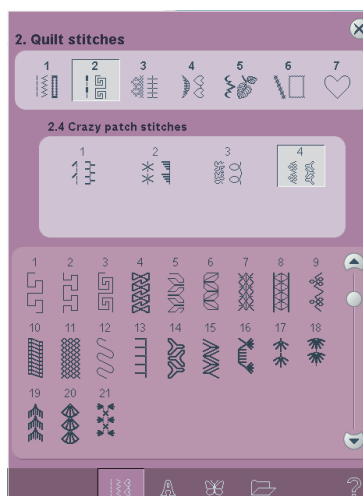 2. Quilt stitches
1 2 3 4 5 6 7
2.4 Crazy patch stitches
1 2 3 4
1 2 3 4 5 6 7 8 9
10 11 12 13 14 15 16 17 18
19 20 21
A ?